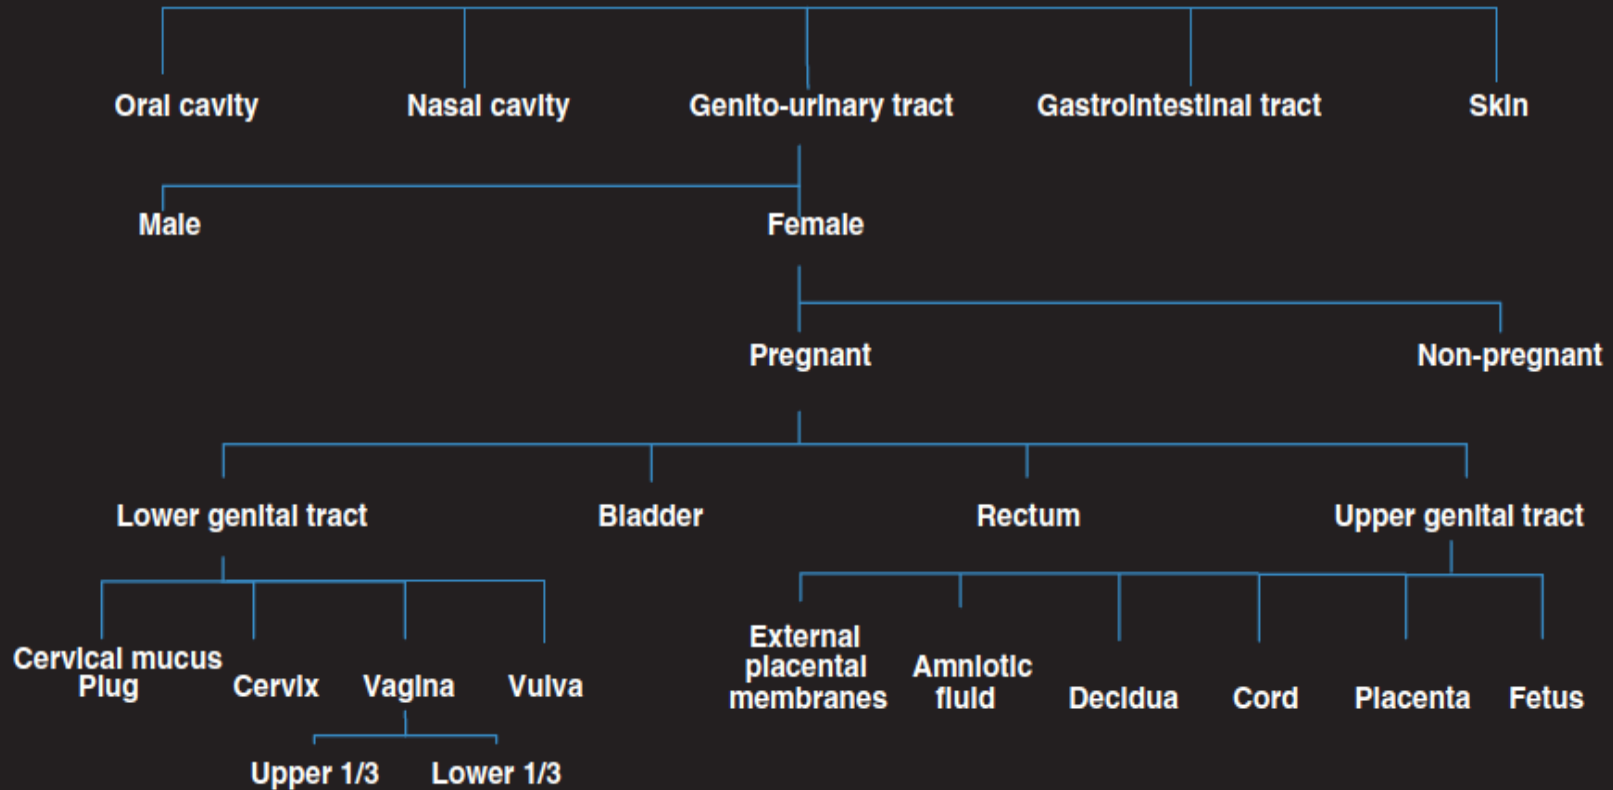 Oral cavity Nasal cavity Genito-urinary tract Gastrointestinal tract Skin
Male Female
Pregnant Non-pregnant
Lower genital tract Bladder Rectum Upper genital tract
Cervical mucus
Plug
Cervix Vagina Vulva
External
placental
membranes
Amniotic
fluid
Decidua Cord Placenta Fetus
Upper 1/3 Lower 1/3